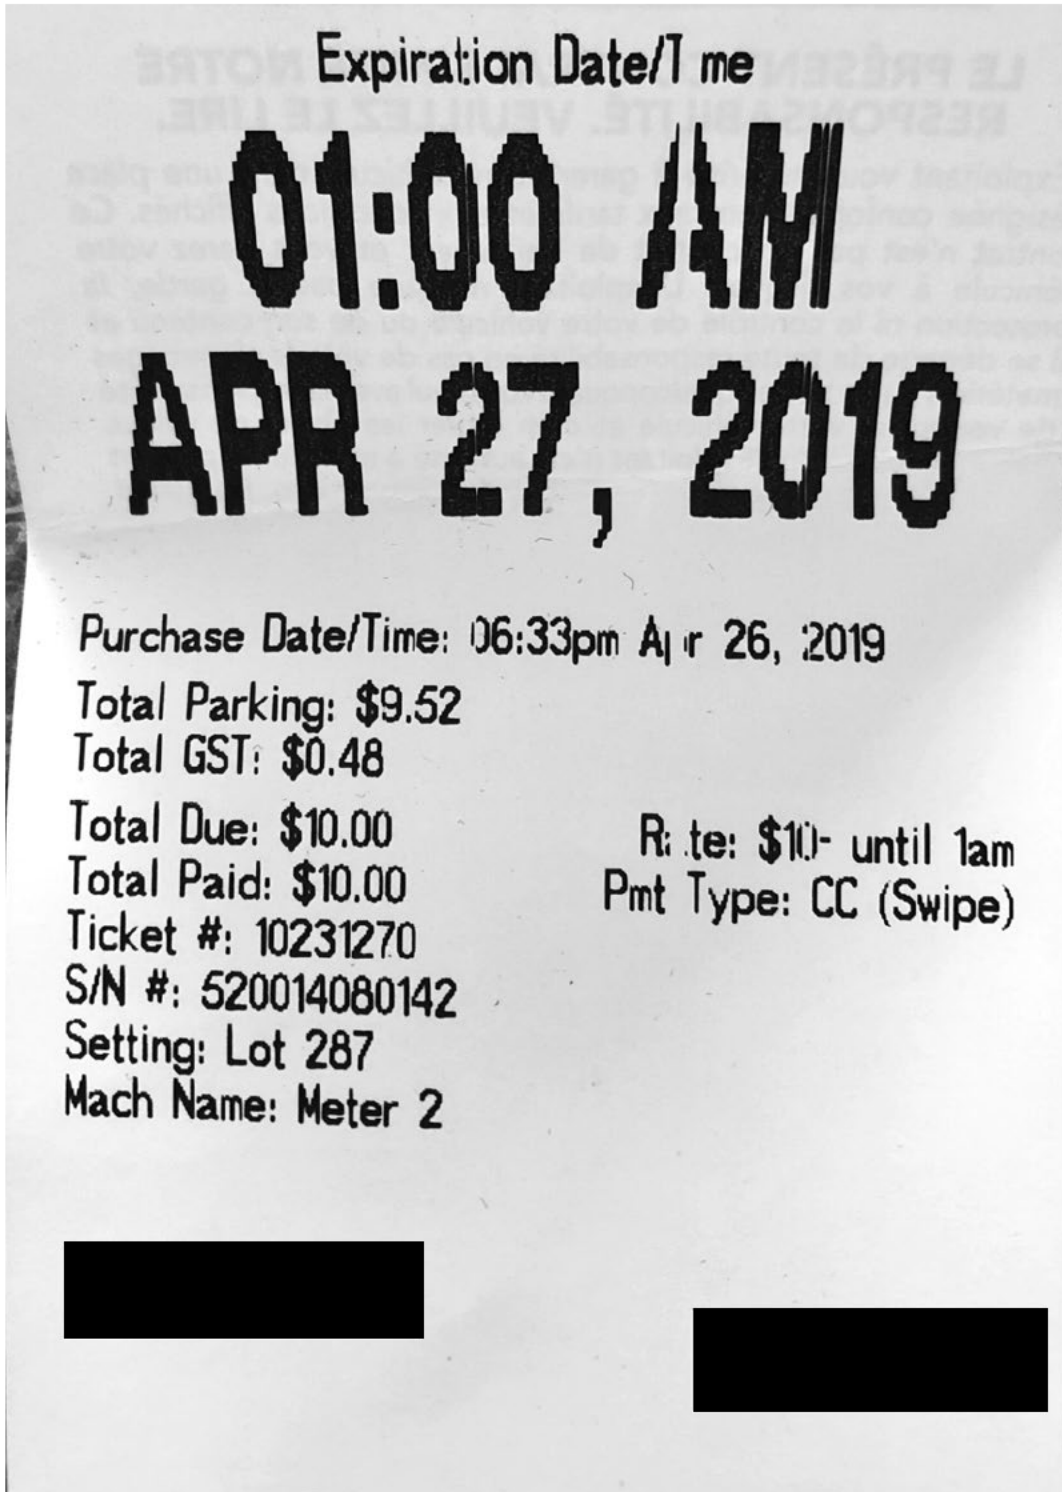 Expiration Date/Time
01:00 AM
APR 27, 2019
Purchase Date/Time: 06:33pm Apr 26, 2019
Total Parking: $9.52
Total GST: $0.48
Total Due: $10.00
Rate: $10- until 1am
Total Paid: $10.00
Pmt Type: CC (Swipe)
Ticket #: 10231270
S/N #: 520014080142
Setting: Lot 287
Mach Name: Meter 2